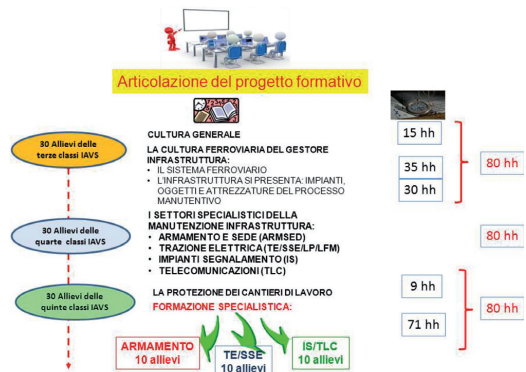 Articolazione del progetto formativo
30 Allievi delle
terze classi IAVS
CULTURA GENERALE
15 hh
LA CULTURA FERROVIARIA DEL GESTORE
INFRASTRUTTURA:
• IL SISTEMA FERROVIARIO
35 hh
• L'INFRASTRUTTURA SI PRESENTA: IMPIANTI,
OGGETTI E ATTREZZATURE DEL PROCESSO
MANUTENTIVO
30 hh
80 hh
30 Allievi delle
quarte classi IAVS
I SETTORI SPECIALISTICI DELLA
MANUTENZIONE INFRASTRUTTURA:
• ARMAMENTO E SEDE (ARMSED)
• TRAZIONE ELETTRICA (TE/SSE/LP/LFM)
• IMPIANTI SEGNALAMENTO (IS)
• TELECOMUNICAZIONI (TLC)
80 hh
30 Allievi delle
quinte classi IAVS
LA PROTEZIONE DEI CANTIERI DI LAVORO
9 hh
FORMAZIONE SPECIALISTICA:
71 hh
80 hh
ARMAMENTO
10 allievi
TE/SSE
10 allievi
IS/TLC
10 allievi